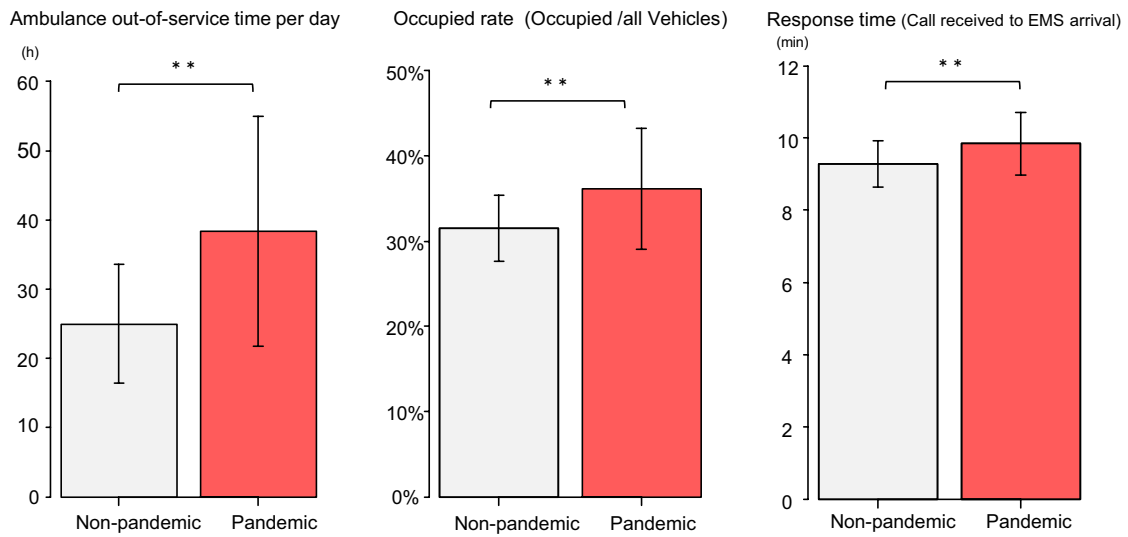 Ambulance out-of-service time per day
(h)
**
60
50
40
30
20
10
0
Non-pandemic Pandemic
Occupied rate (Occupied /all Vehicles)
**
50%
40%
30%
20%
10%
0%
Non-pandemic Pandemic
Response time (Call received to EMS arrival)
(min)
**
12
10
8
6
4
2
0
Non-pandemic Pandemic